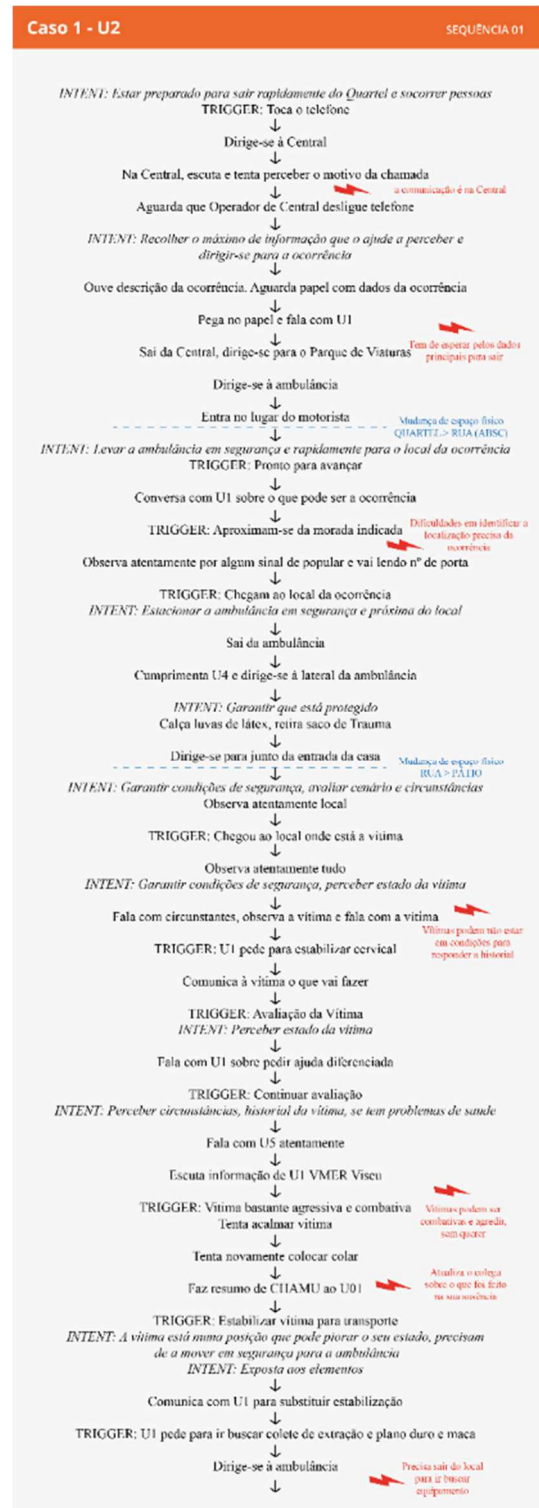 Caso 1 - U2
SEQUÊNCIA 01
INTENT: Estar preparado para sair rapidamente do Quartel e socorrer pessoas
TRIGGER: Toca o telefone
Dirige-se à Central
Na Central, escuta e tenta perceber o motivo da chamada
a comunicação é na Central
Aguarda que Operador de Central desligue telefone
INTENT: Recolher o máximo de informação que o ajude a perceber e
dirigir-se para a ocorrência
Ouve descrição da ocorrência. Aguarda papel com dados da ocorrência
Pega no papel e fala com U1
Sai da Central, dirige-se para o Parque de Viaturas
Tem de esperar pelos dados
principais para sair
Dirige-se à ambulância
Entra no lugar do motorista
Mudança de espaço físico
QUARTEL > RUA (ABSC)
INTENT: Levar a ambulância em segurança e rapidamente para o local da ocorrência
TRIGGER: Pronto para avançar
Conversa com U1 sobre o que pode ser a ocorrência
TRIGGER: Aproximam-se da morada indicada
Dificuldades em identificar a
localização precisa da
ocorrência
Observa atentamente por algum sinal de popular e vai lendo nº de porta
TRIGGER: Chegam ao local da ocorrência
INTENT: Estacionar a ambulância em segurança e próxima do local
Sai da ambulância
Cumprimenta U4 e dirige-se à lateral da ambulância
INTENT: Garantir que está protegido
Calça luvas de látex, retira saco de Trauma
Dirige-se para junto da entrada da casa
Mudança de espaço físico
RUA > PÁTIO
INTENT: Garantir condições de segurança, avaliar cenário e circunstâncias
Observa atentamente local
TRIGGER: Chegou ao local onde está a vítima
Observa atentamente tudo
INTENT: Garantir condições de segurança, perceber estado da vítima
Fala com circunstantes, observa a vítima e fala com a vítima
Vítimas podem não estar
em condições para
responder a historial
TRIGGER: U1 pede para estabilizar cervical
Comunica à vítima o que vai fazer
TRIGGER: Avaliação da Vítima
INTENT: Perceber estado da vítima
Fala com U1 sobre pedir ajuda diferenciada
TRIGGER: Continuar avaliação
INTENT: Perceber circunstâncias, historial da vítima, se tem problemas de saude
Fala com U5 atentamente
Escuta informação de U1 VMER Viseu
TRIGGER: Vitima bastante agressiva e combativa
Tenta acalmar vitima
Vítimas podem ser
combativas e agredir,
sem querer
Tenta novamente colocar colar
Faz resumo de CHAMU ao U01
Atualiza o colega
sobre o que foi feito
na sua ausência
TRIGGER: Estabilizar vítima para transporte
INTENT: A vítima está numa posição que pode piorar o seu estado, precisam
de a mover em segurança para a ambulância
INTENT: Exposta aos elementos
Comunica com U1 para substituir estabilização
TRIGGER: U1 pede para ir buscar colete de extração e plano duro e maca
Dirige-se à ambulância
Precisa sair do local
para ir buscar
equipamento